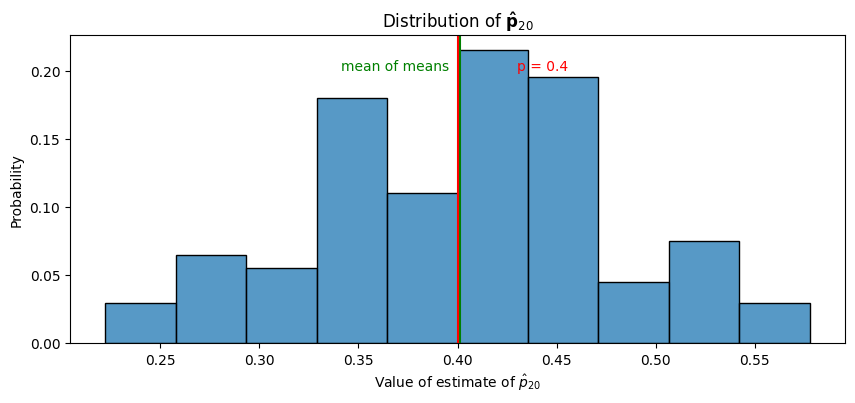 Distribution of p̂₂₀
mean of means
p = 0.4
Probability
0.20
0.15
0.10
0.05
0.00
0.25 0.30 0.35 0.40 0.45 0.50 0.55
Value of estimate of p̂₂₀